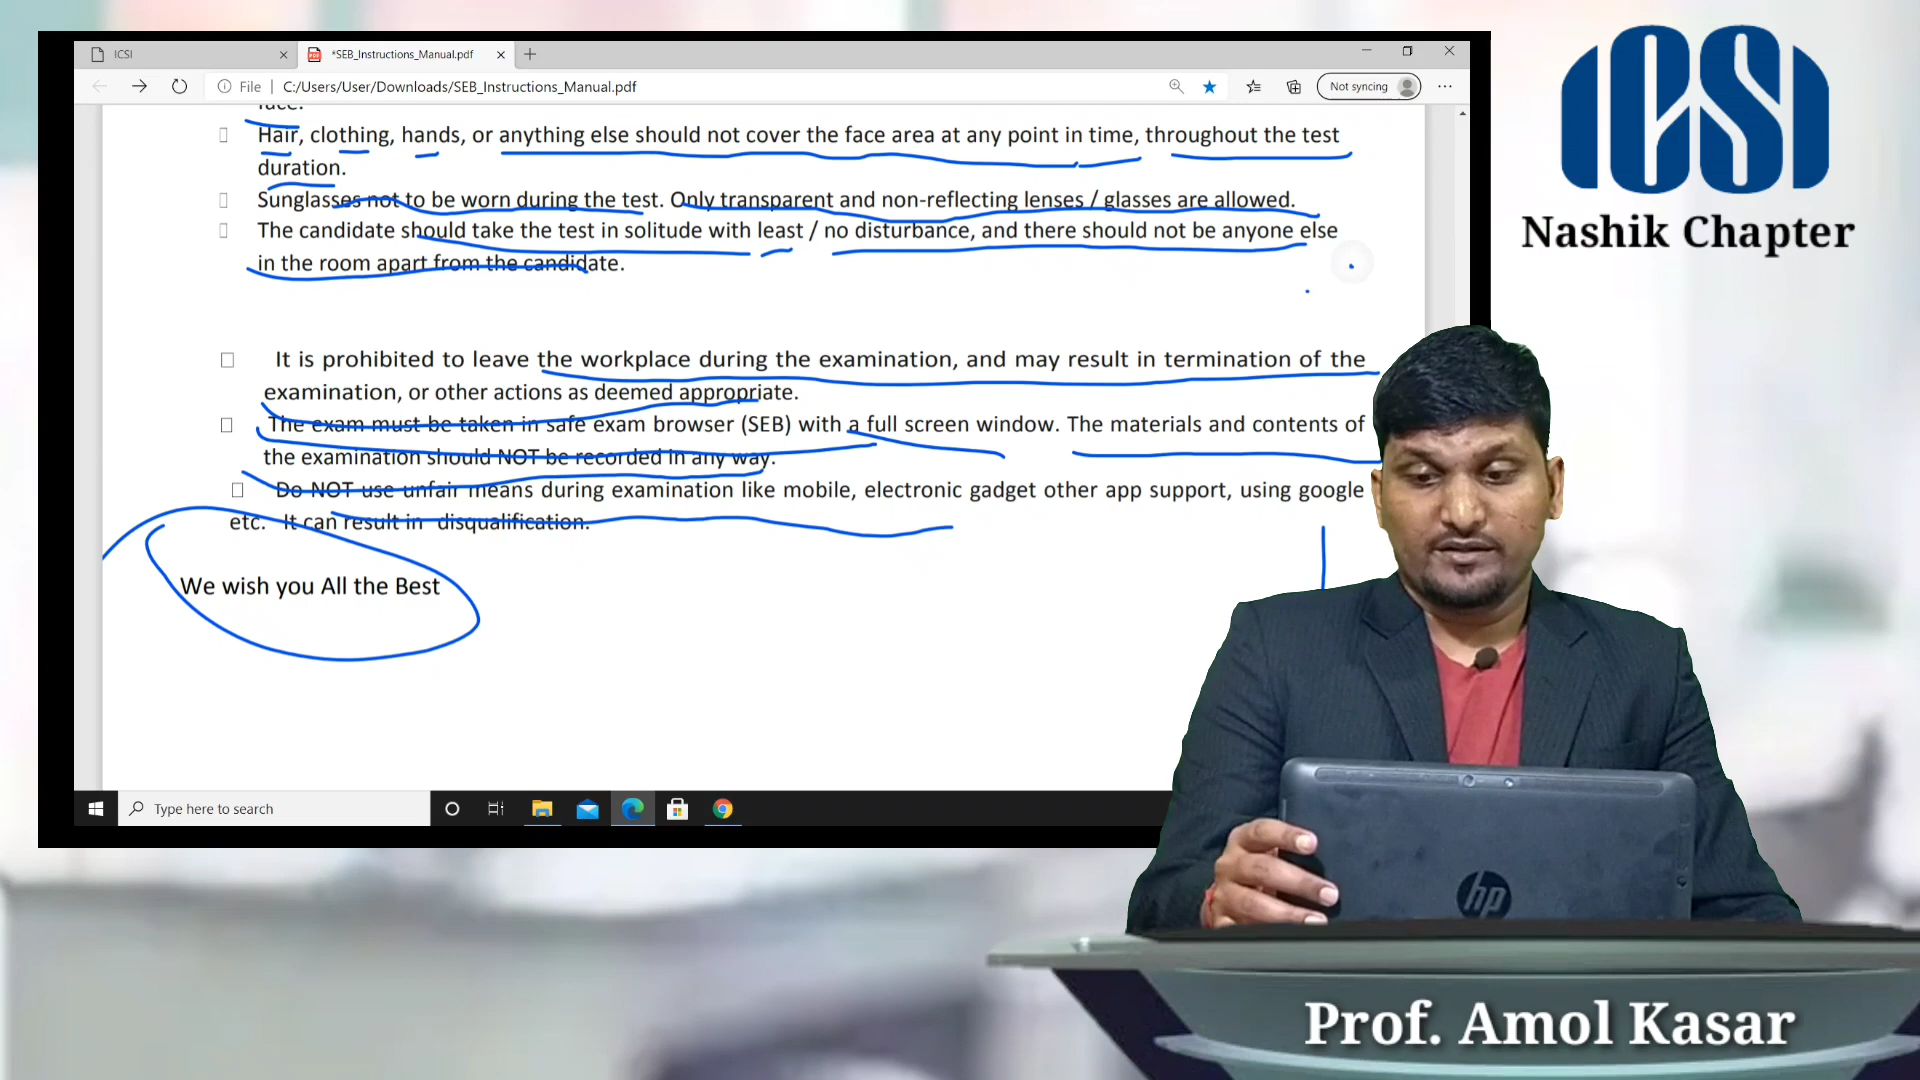 ICSI
*SEB_Instructions_Manual.pdf
File
C:/Users/User/Downloads/SEB_Instructions_Manual.pdf
Not syncing
face.
Hair, clothing, hands, or anything else should not cover the face area at any point in time, throughout the test
duration.
Sunglasses not to be worn during the test. Only transparent and non-reflecting lenses / glasses are allowed.
The candidate should take the test in solitude with least / no disturbance, and there should not be anyone else
in the room apart from the candidate.
It is prohibited to leave the workplace during the examination, and may result in termination of the
examination, or other actions as deemed appropriate.
The exam must be taken in safe exam browser (SEB) with a full screen window. The materials and contents of
the examination should NOT be recorded in any way.
Do NOT use unfair means during examination like mobile, electronic gadget other app support, using google
etc. It can result in disqualification.
We wish you All the Best
Type here to search
ICSI
Nashik Chapter
hp
Prof. Amol Kasar